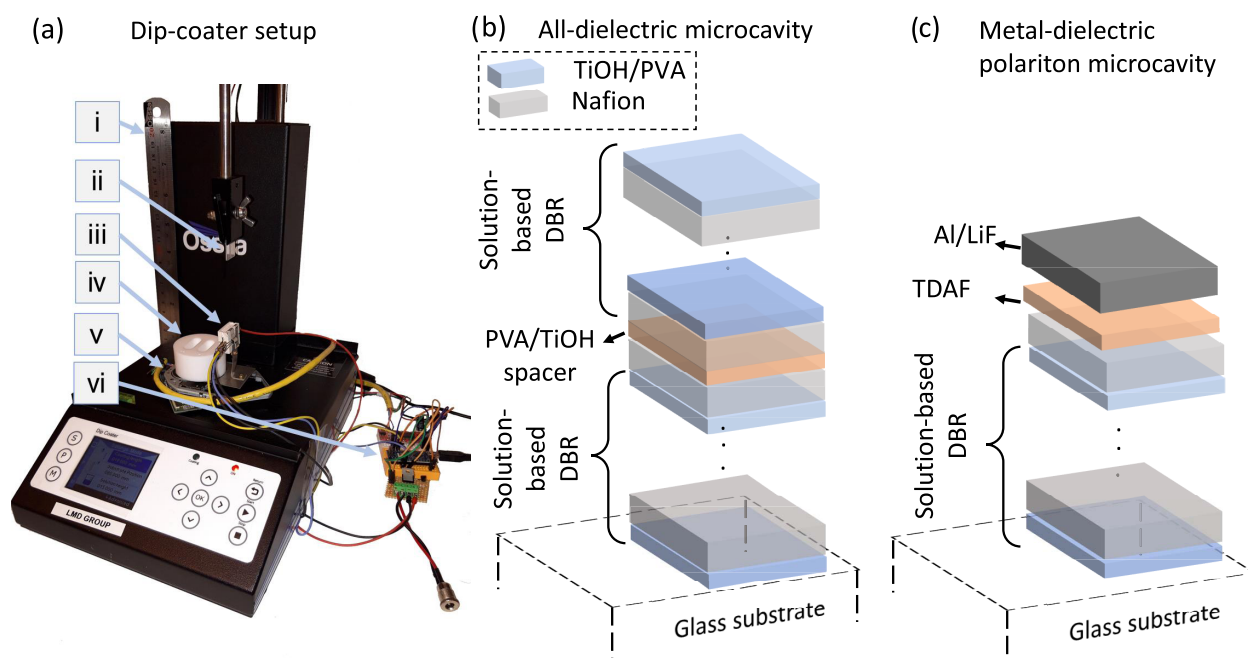 (a)
Dip-coater setup
i
ii
iii
iv
v
vi
Dip Coater
S
P
M
OK
LMD GROUP
(b)
All-dielectric microcavity
TiOH/PVA
Nafion
Solution-
based
DBR
PVA/TiOH
spacer
Solution-
based
DBR
Glass substrate
(c)
Metal-dielectric
polariton microcavity
Al/LiF
TDAF
Solution-based
DBR
Glass substrate